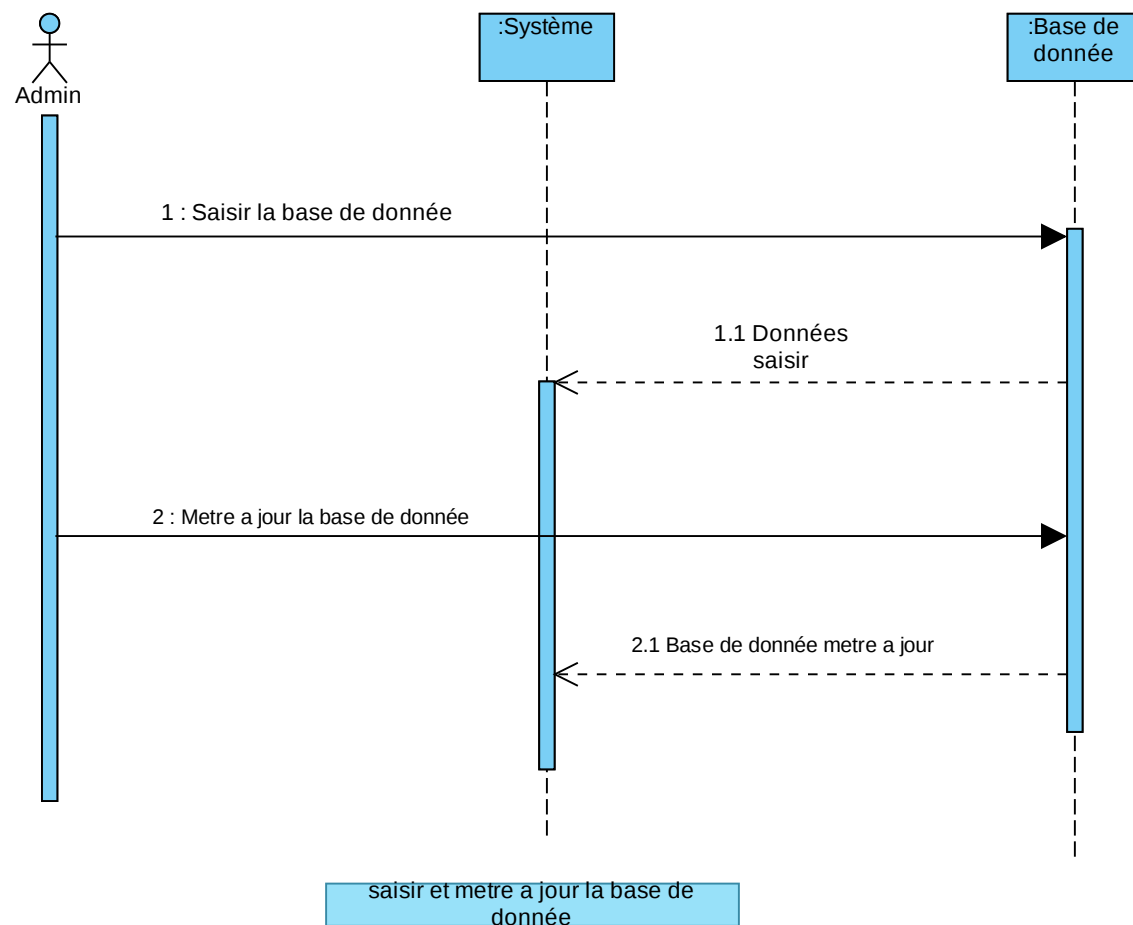 :Système
:Base de
donnée
Admin
1 : Saisir la base de donnée
1.1 Données
saisir
2 : Metre a jour la base de donnée
2.1 Base de donnée metre a jour
saisir et metre a jour la base de
donnée